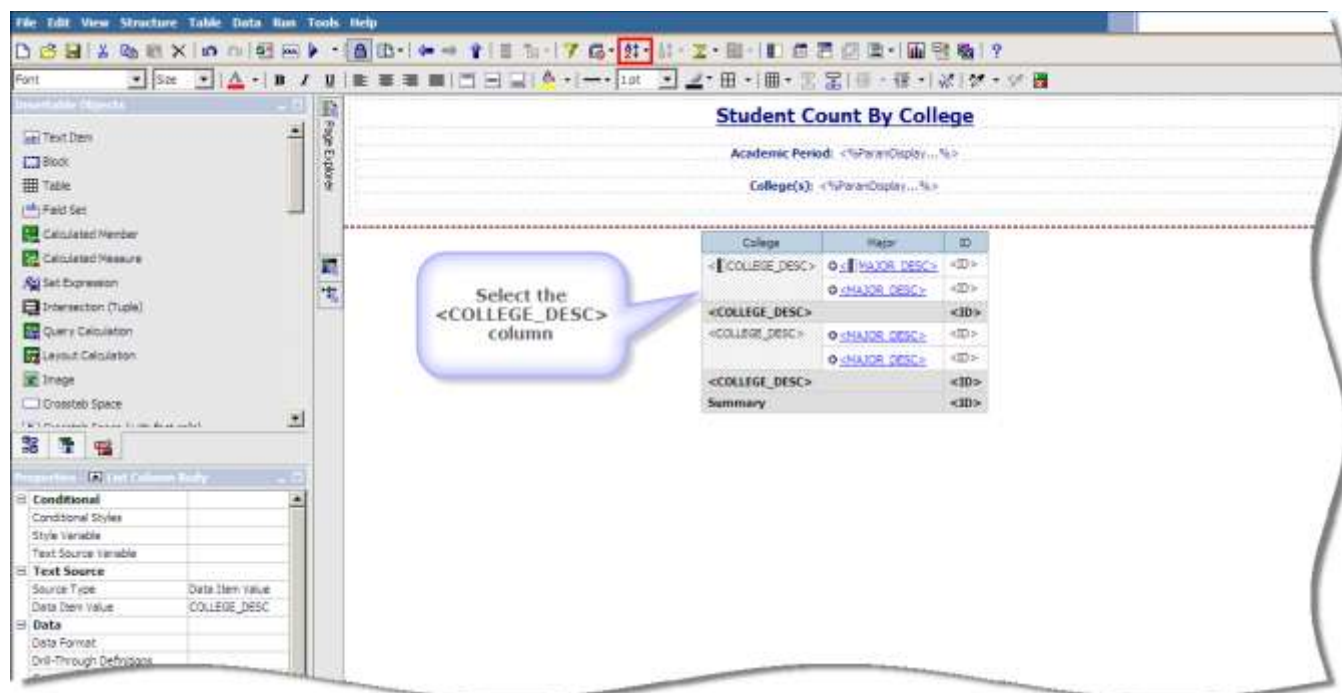 File Edit View Structure Table Data Run Tools Help
Font Size B I U 1 pt
Insertable Objects
Text Item
Block
Table
Field Set
Calculated Member
Calculated Measure
Set Expression
Intersection (Tuple)
Query Calculation
Layout Calculation
Image
Crosstab Space
Page Explorer
Student Count By College
Academic Period: <%ParamDisplay...%>
College(s): <%ParamDisplay...%>
College Major ID
<COLLEGE_DESC> <MAJOR_DESC> <ID>
<MAJOR_DESC> <ID>
<COLLEGE_DESC> <ID>
<COLLEGE_DESC> <MAJOR_DESC> <ID>
<MAJOR_DESC> <ID>
<COLLEGE_DESC> <ID>
Summary <ID>
Select the
<COLLEGE_DESC>
column
Properties List Column Body
Conditional
Conditional Styles
Style Variable
Text Source Variable
Text Source
Source Type Data Item Value
Data Item Value COLLEGE_DESC
Data
Data Format
Drill-Through Definitions